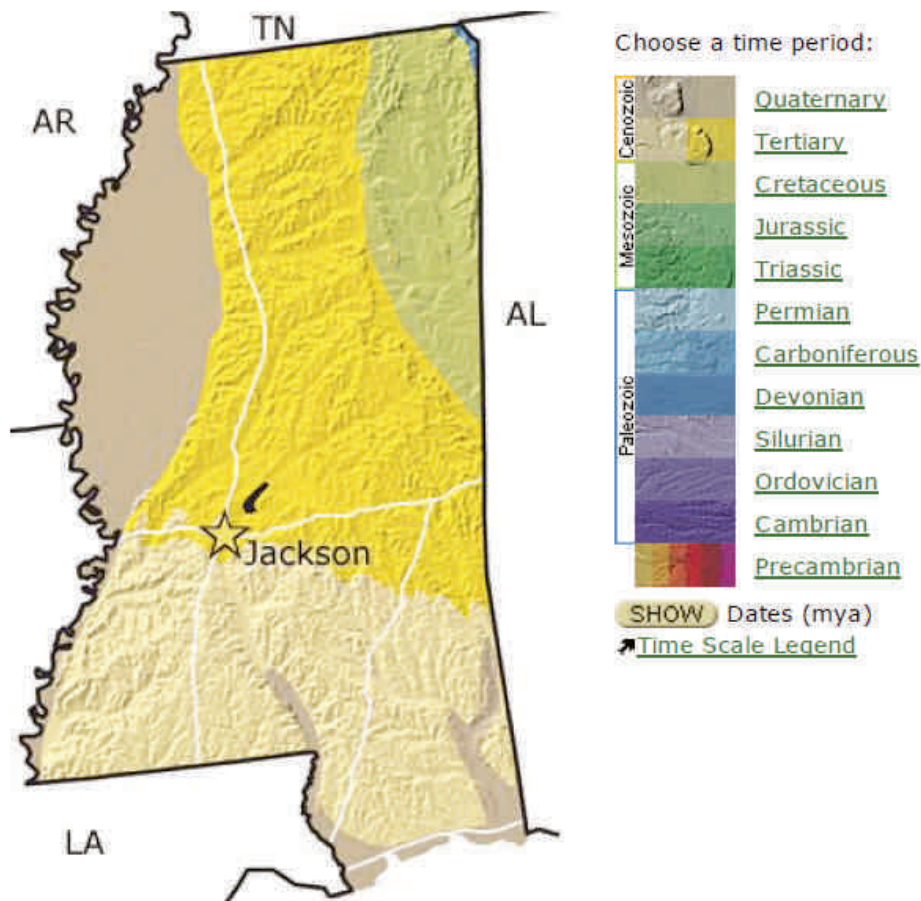 TN
AR
AL
Jackson
LA
Choose a time period:
Cenozoic
Quaternary
Tertiary
Mesozoic
Cretaceous
Jurassic
Triassic
Paleozoic
Permian
Carboniferous
Devonian
Silurian
Ordovician
Cambrian
Precambrian
SHOW Dates (mya)
Time Scale Legend